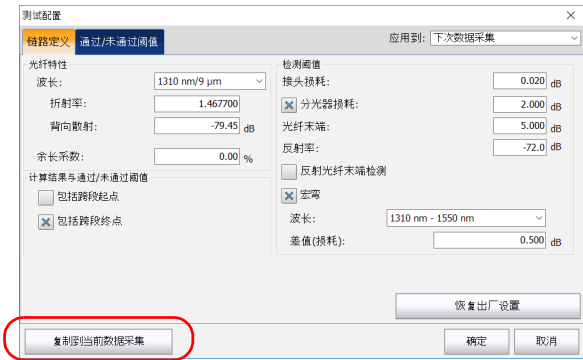 测试配置
链路定义 通过/未通过阈值 应用到: 下次数据采集
光纤特性
波长: 1310 nm/9 µm
折射率: 1.467700
背向散射: -79.45 dB
余长系数: 0.00 %
计算结果与通过/未通过阈值
包括跨段起点
包括跨段终点
检测阈值
接头损耗: 0.020 dB
分光器损耗: 2.000 dB
光纤末端: 5.000 dB
反射率: -72.0 dB
反射光纤末端检测
宏弯
波长: 1310 nm - 1550 nm
差值(损耗): 0.500 dB
恢复出厂设置
复制到当前数据采集 确定 取消